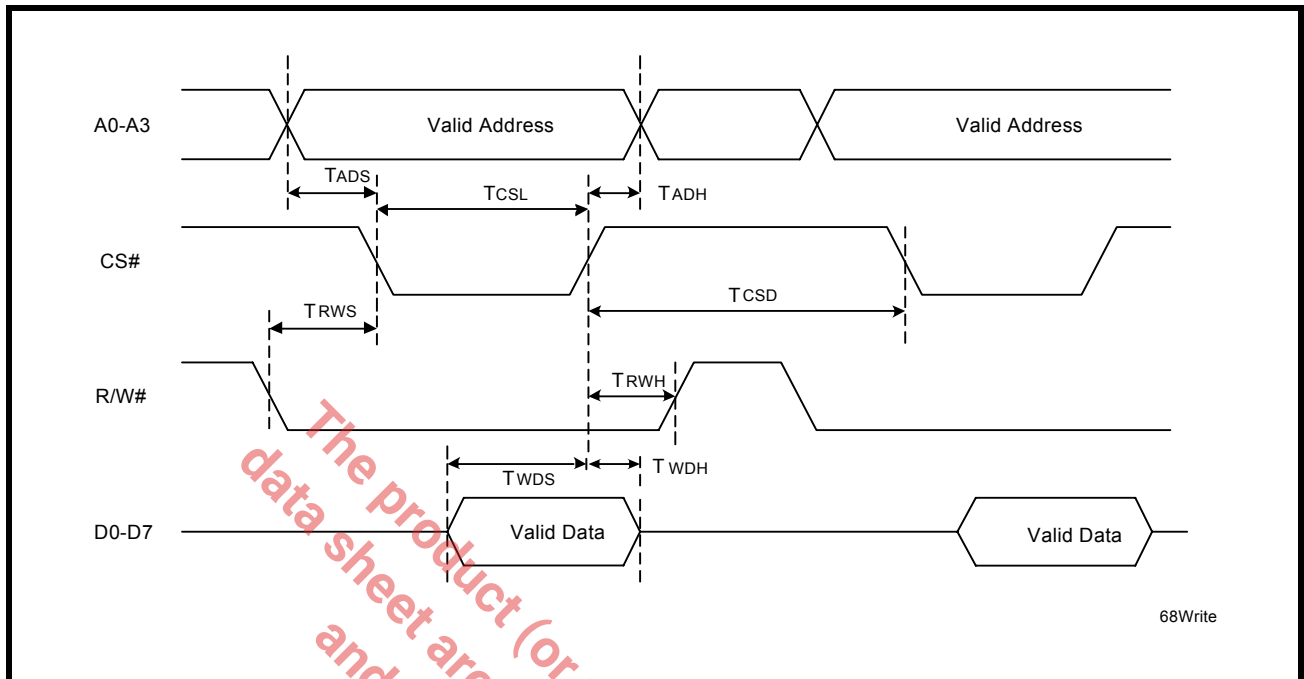 A0-A3
Valid Address
Valid Address
TADS
TCSL
TADH
CS#
TCSD
TRWS
R/W#
TRWH
TWDS
TWDH
D0-D7
Valid Data
Valid Data
68Write
The product (or
data sheet are
and